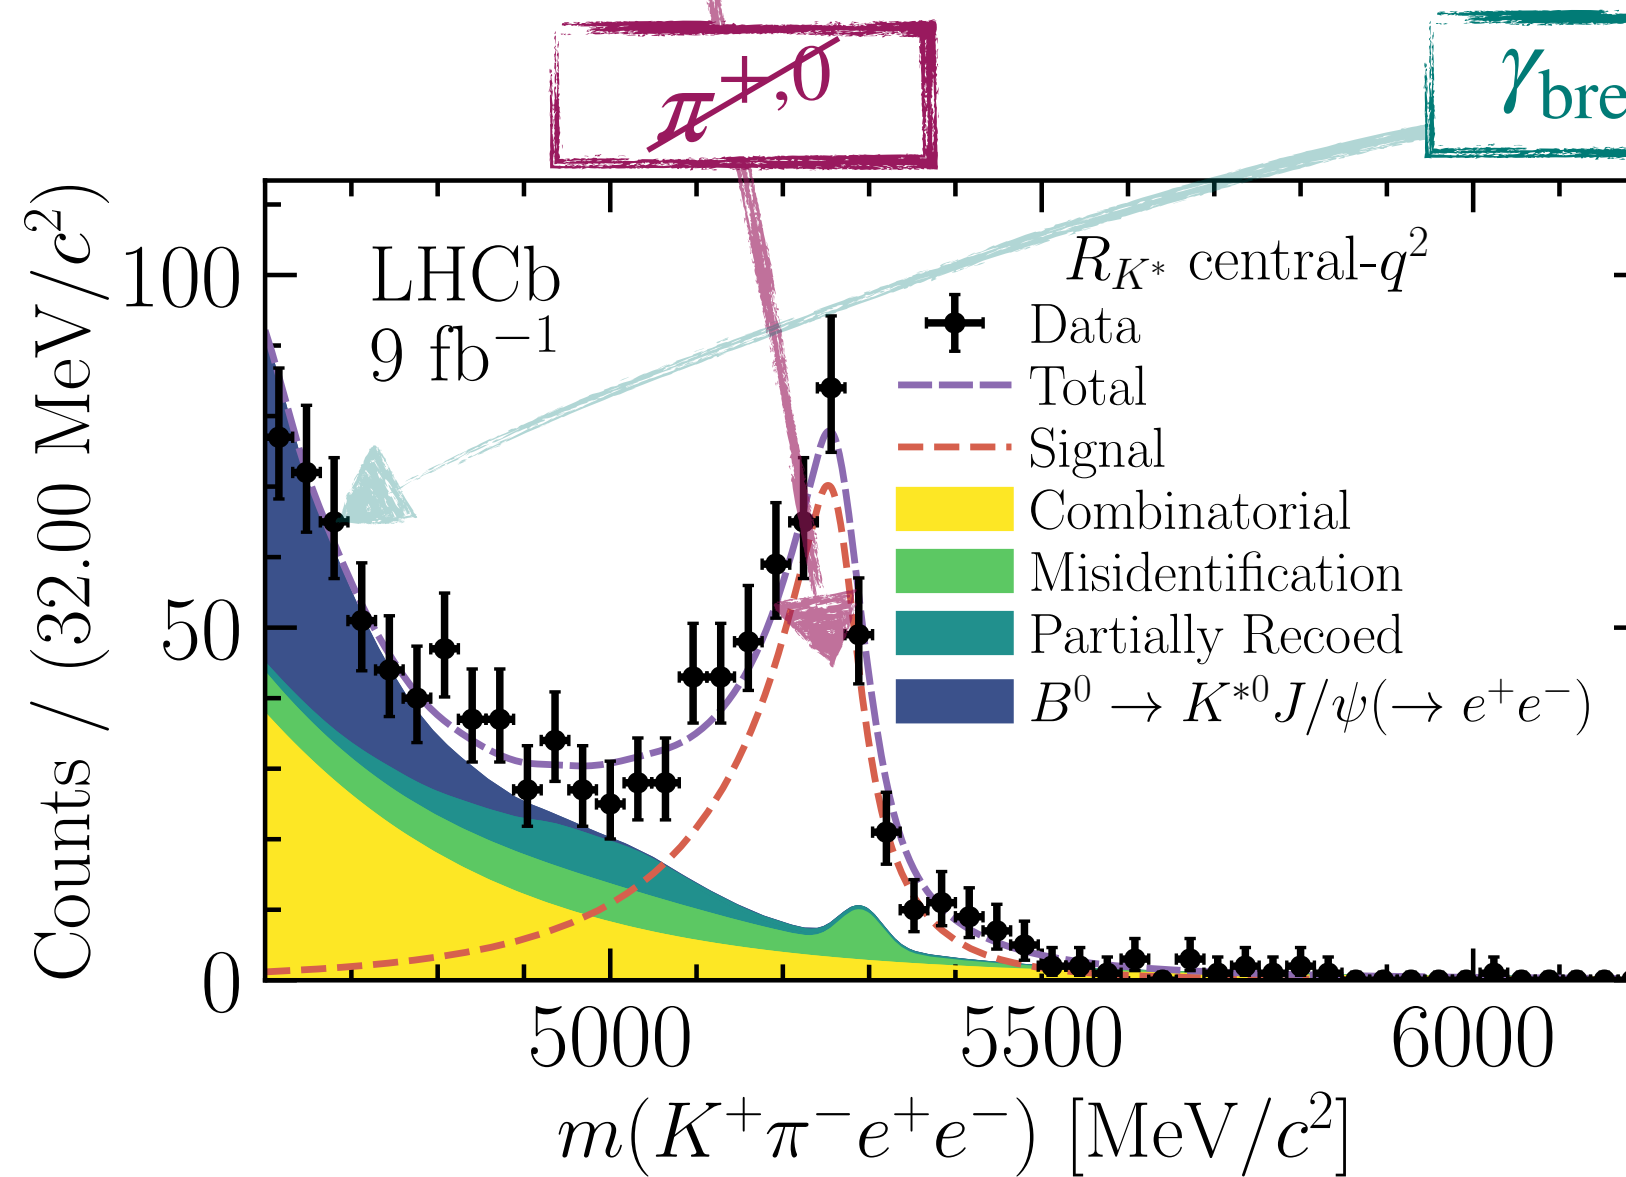 π⁺,⁰
γ_bre
LHCb
9 fb⁻¹
R_K* central-q²
Data
Total
Signal
Combinatorial
Misidentification
Partially Recoed
B⁰ → K*⁰J/ψ(→ e⁺e⁻)
Counts / (32.00 MeV/c²)
100
50
0
5000 5500 6000
m(K⁺π⁻e⁺e⁻) [MeV/c²]